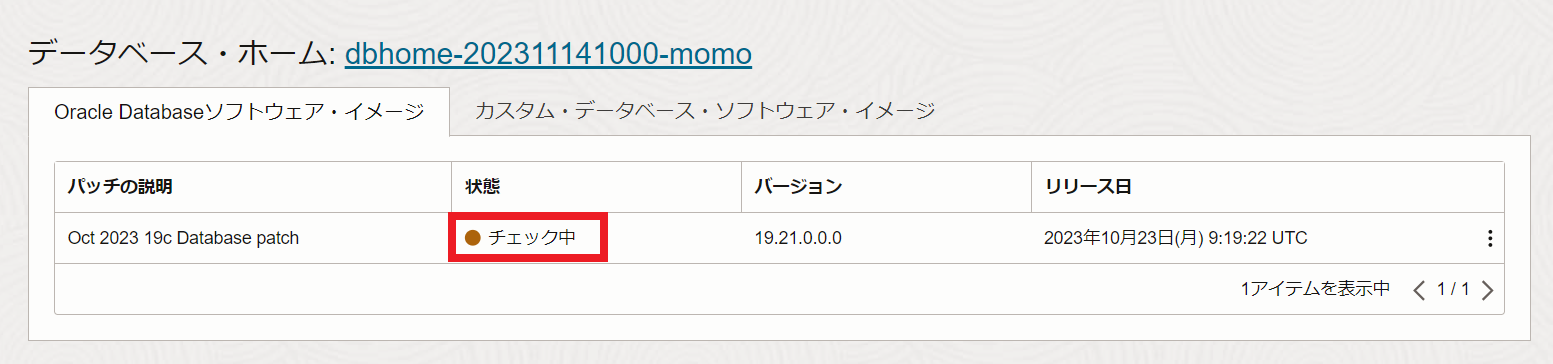 データベース・ホーム: dbhome-202311141000-momo
Oracle Databaseソフトウェア・イメージ カスタム・データベース・ソフトウェア・イメージ
パッチの説明 状態 バージョン リリース日
Oct 2023 19c Database patch チェック中 19.21.0.0.0 2023年10月23日(月) 9:19:22 UTC
1アイテムを表示中 1 / 1